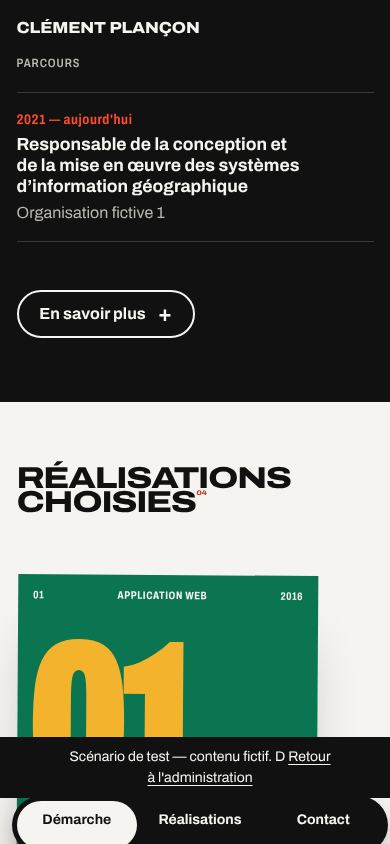 CLÉMENT PLANÇON
PARCOURS
2021 — aujourd'hui
Responsable de la conception et
de la mise en œuvre des systèmes
d’information géographique
Organisation fictive 1
En savoir plus +
RÉALISATIONS
CHOISIES04
01 APPLICATION WEB 2016
01
Scénario de test — contenu fictif. D Retour
à l'administration
Démarche Réalisations Contact